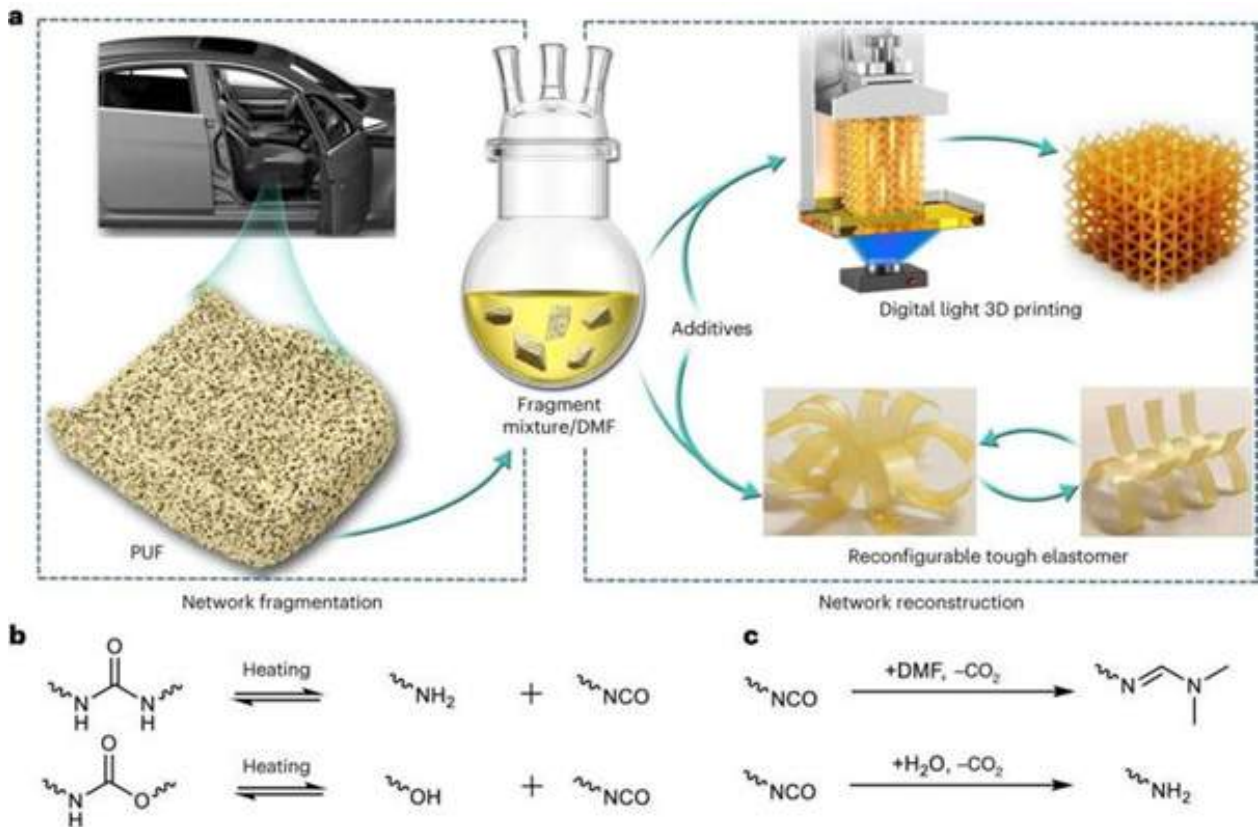 a
Fragment
mixture/DMF
PUF
Additives
Digital light 3D printing
Reconfigurable tough elastomer
Network fragmentation
Network reconstruction
b
O
N
H
N
H
Heating
NH₂
+
NCO
O
N
H
O
Heating
OH
+
NCO
c
NCO
+DMF, −CO₂
N
N
NCO
+H₂O, −CO₂
NH₂